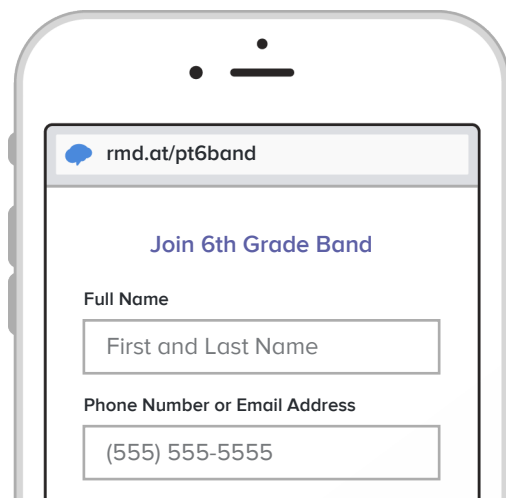 rmd.at/pt6band
Join 6th Grade Band
Full Name
First and Last Name
Phone Number or Email Address
(555) 555-5555